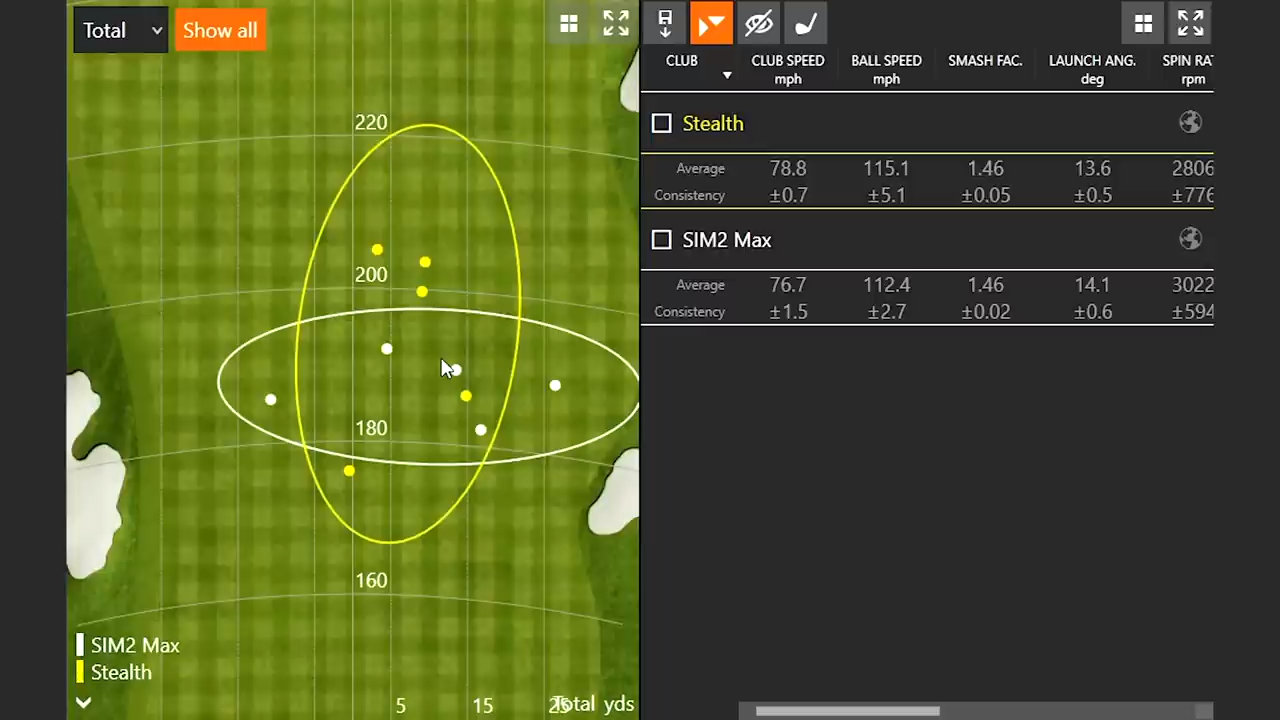 Total
Show all
220
200
180
160
SIM2 Max
Stealth
5
15
Total yds
CLUB
CLUB SPEED
mph
BALL SPEED
mph
SMASH FAC.
LAUNCH ANG.
deg
SPIN RAT
rpm
Stealth
Average 78.8 115.1 1.46 13.6 2806
Consistency ±0.7 ±5.1 ±0.05 ±0.5 ±776
SIM2 Max
Average 76.7 112.4 1.46 14.1 3022
Consistency ±1.5 ±2.7 ±0.02 ±0.6 ±594